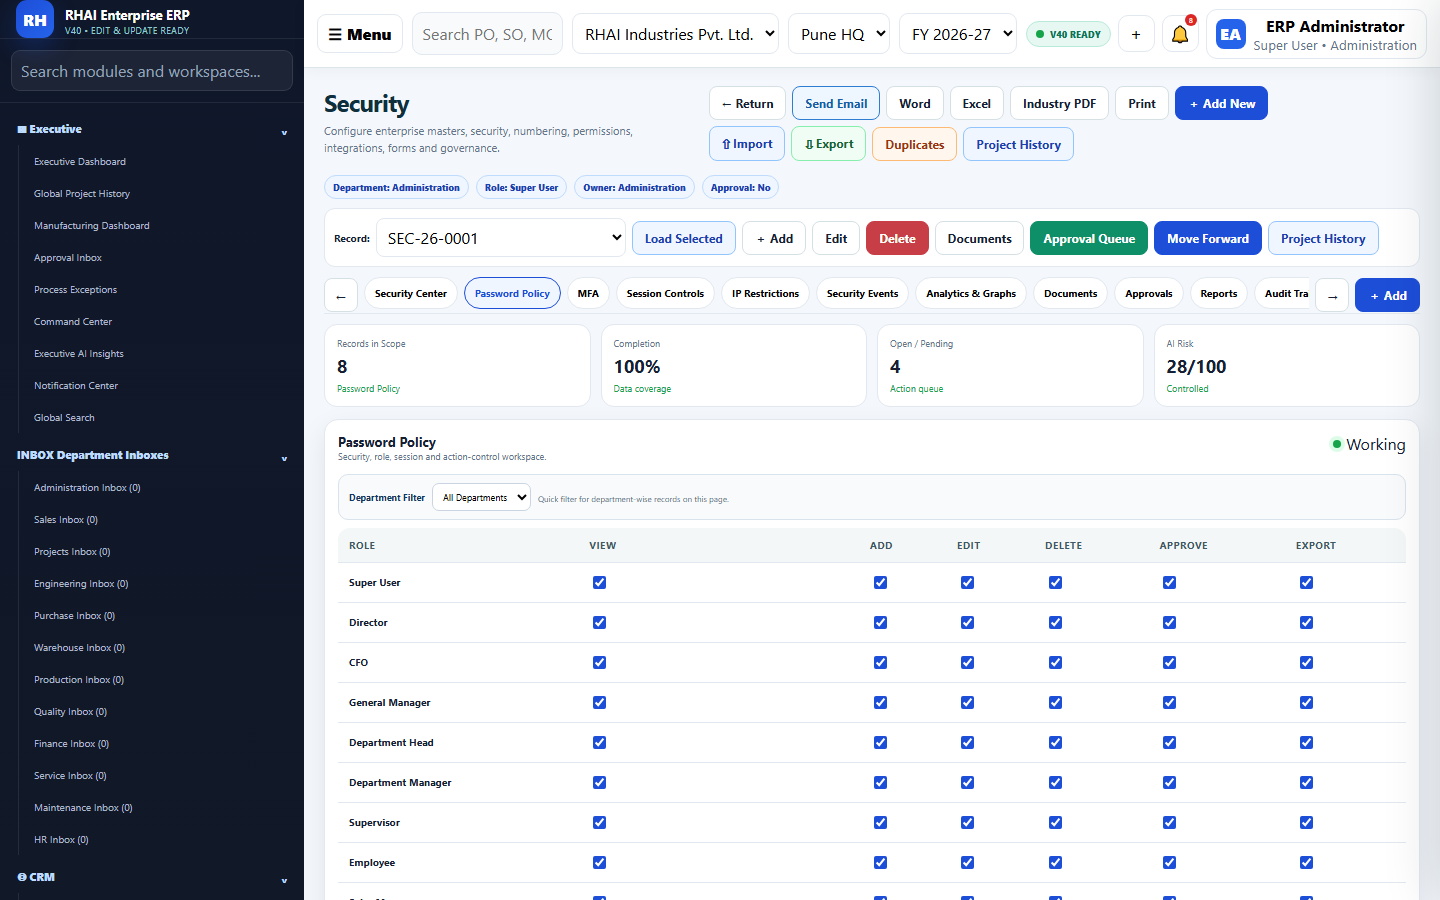 RH
RHAI Enterprise ERP
V40 • EDIT & UPDATE READY
Search modules and workspaces...
Executive
Executive Dashboard
Global Project History
Manufacturing Dashboard
Approval Inbox
Process Exceptions
Command Center
Executive AI Insights
Notification Center
Global Search
INBOX Department Inboxes
Administration Inbox (0)
Sales Inbox (0)
Projects Inbox (0)
Engineering Inbox (0)
Purchase Inbox (0)
Warehouse Inbox (0)
Production Inbox (0)
Quality Inbox (0)
Finance Inbox (0)
Service Inbox (0)
Maintenance Inbox (0)
HR Inbox (0)
CRM
☰ Menu
Search PO, SO, MC
RHAI Industries Pvt. Ltd.
Pune HQ
FY 2026-27
V40 READY
+
8
EA
ERP Administrator
Super User • Administration
Security
Configure enterprise masters, security, numbering, permissions,
integrations, forms and governance.
← Return
Send Email
Word
Excel
Industry PDF
Print
+ Add New
⇧ Import
⇩ Export
Duplicates
Project History
Department: Administration
Role: Super User
Owner: Administration
Approval: No
Record:
SEC-26-0001
Load Selected
+ Add
Edit
Delete
Documents
Approval Queue
Move Forward
Project History
←
Security Center
Password Policy
MFA
Session Controls
IP Restrictions
Security Events
Analytics & Graphs
Documents
Approvals
Reports
Audit Tra
→
+ Add
Records in Scope
8
Password Policy
Completion
100%
Data coverage
Open / Pending
4
Action queue
AI Risk
28/100
Controlled
Password Policy
Security, role, session and action-control workspace.
Working
Department Filter
All Departments
Quick filter for department-wise records on this page.
ROLE VIEW ADD EDIT DELETE APPROVE EXPORT
Super User
Director
CFO
General Manager
Department Head
Department Manager
Supervisor
Employee